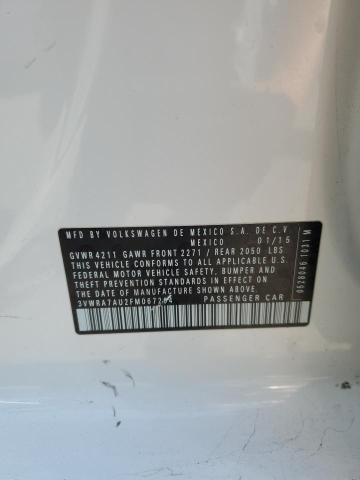 MFD. BY VOLKSWAGEN DE MEXICO S.A. DE C.V.
MEXICO 01/15
GVWR 4211 GAWR FRONT 2271 / REAR 2050 LBS
THIS VEHICLE CONFORMS TO ALL APPLICABLE U.S.
FEDERAL MOTOR VEHICLE SAFETY, BUMPER AND
THEFT PREVENTION STANDARDS IN EFFECT ON
THE DATE OF MANUFACTURE SHOWN ABOVE.
PASSENGER CAR
0526046 1031 M